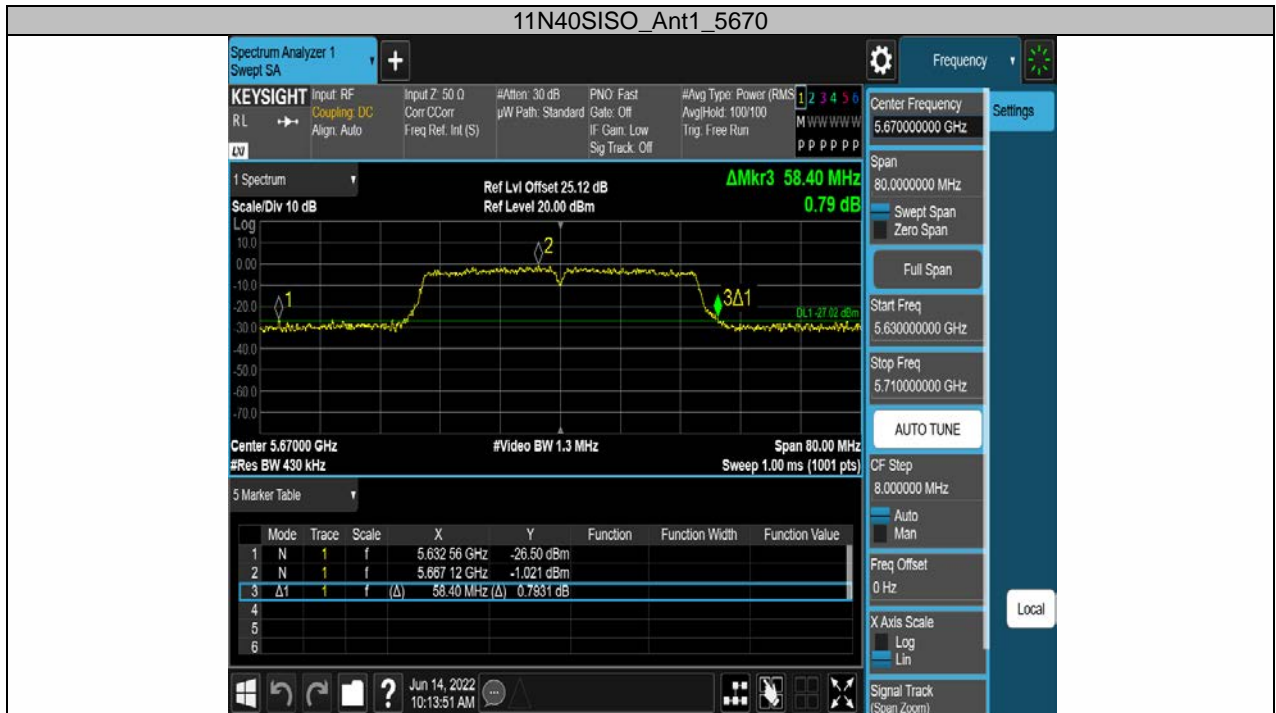 11N40SISO_Ant1_5670
Spectrum Analyzer 1
Swept SA
+
Frequency
KEYSIGHT
RL
LXI
Input: RF
Coupling: DC
Align: Auto
Input Z: 50 Ω
Corr CCorr
Freq Ref: Int (S)
#Atten: 30 dB
µW Path: Standard
PNO: Fast
Gate: Off
IF Gain: Low
Sig Track: Off
#Avg Type: Power (RMS
Avg|Hold: 100/100
Trig: Free Run
1 2 3 4 5 6
M W W W W W
P P P P P P
1 Spectrum
Scale/Div 10 dB
Ref Lvl Offset 25.12 dB
Ref Level 20.00 dBm
ΔMkr3 58.40 MHz
0.79 dB
Log
10.0
0.00
-10.0
-20.0
-30.0
-40.0
-50.0
-60.0
-70.0
1
2
3Δ1
DL1 -27.02 dBm
Center 5.67000 GHz
#Res BW 430 kHz
#Video BW 1.3 MHz
Span 80.00 MHz
Sweep 1.00 ms (1001 pts)
5 Marker Table
Mode Trace Scale X Y Function Function Width Function Value
1 N 1 f 5.632 56 GHz -26.50 dBm
2 N 1 f 5.667 12 GHz -1.021 dBm
3 Δ1 1 f (Δ) 58.40 MHz (Δ) 0.7931 dB
4
5
6
?
Jun 14, 2022
10:13:51 AM
Center Frequency
5.670000000 GHz
Settings
Span
80.0000000 MHz
Swept Span
Zero Span
Full Span
Start Freq
5.630000000 GHz
Stop Freq
5.710000000 GHz
AUTO TUNE
CF Step
8.000000 MHz
Auto
Man
Freq Offset
0 Hz
X Axis Scale
Log
Lin
Local
Signal Track
(Span Zoom)